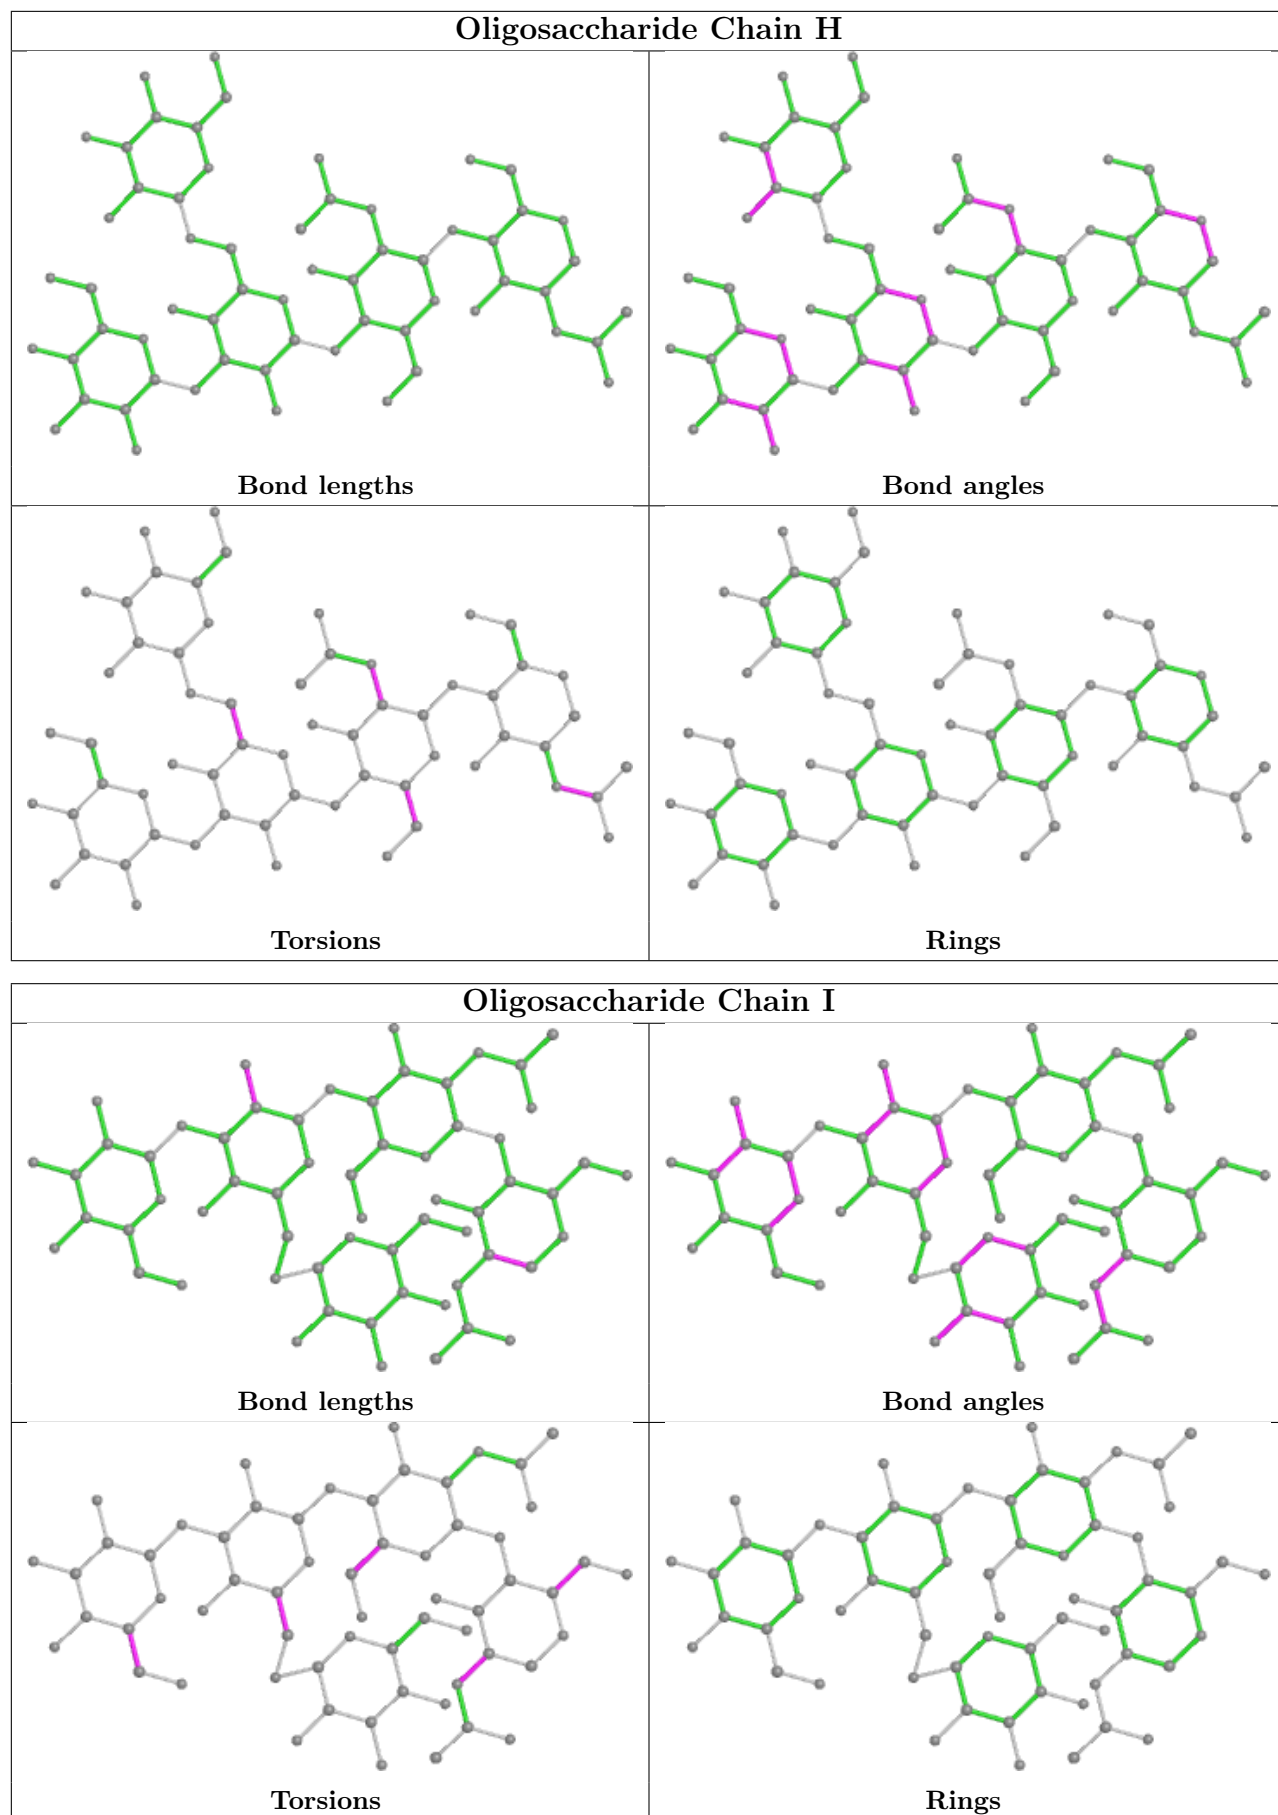 Oligosaccharide Chain H
Bond lengths
Bond angles
Torsions
Rings
Oligosaccharide Chain I
Bond lengths
Bond angles
Torsions
Rings